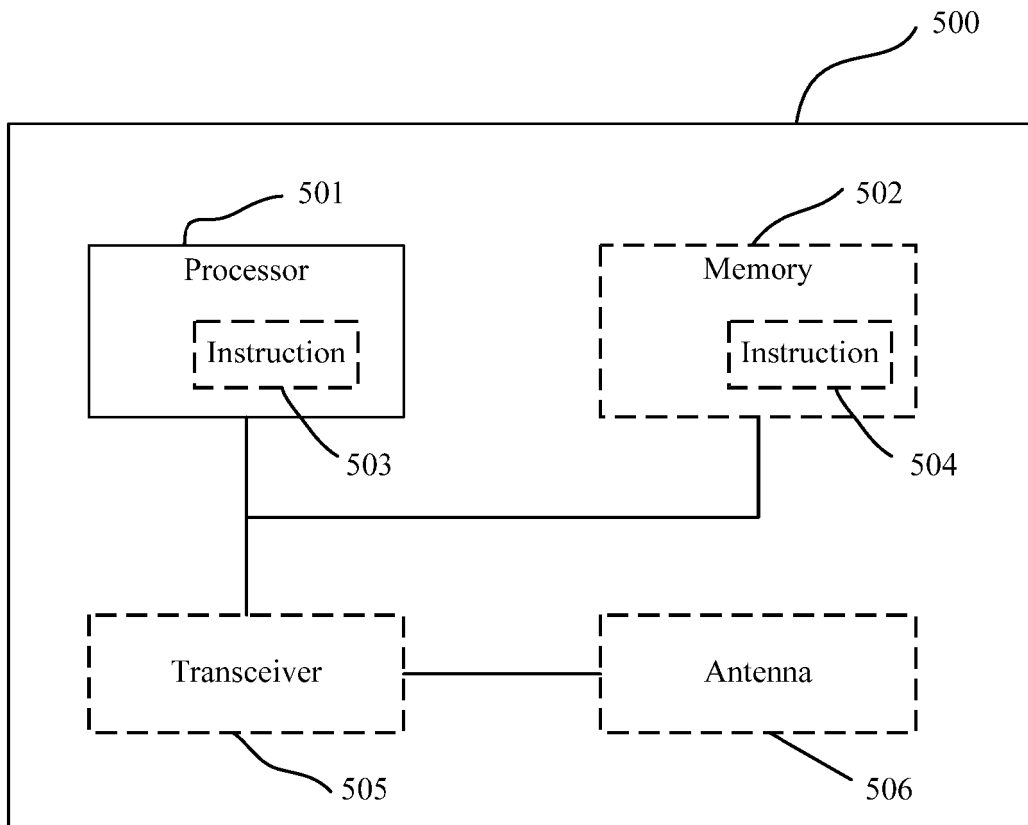 500
501
502
Processor
Memory
Instruction
Instruction
503
504
Transceiver
Antenna
505
506